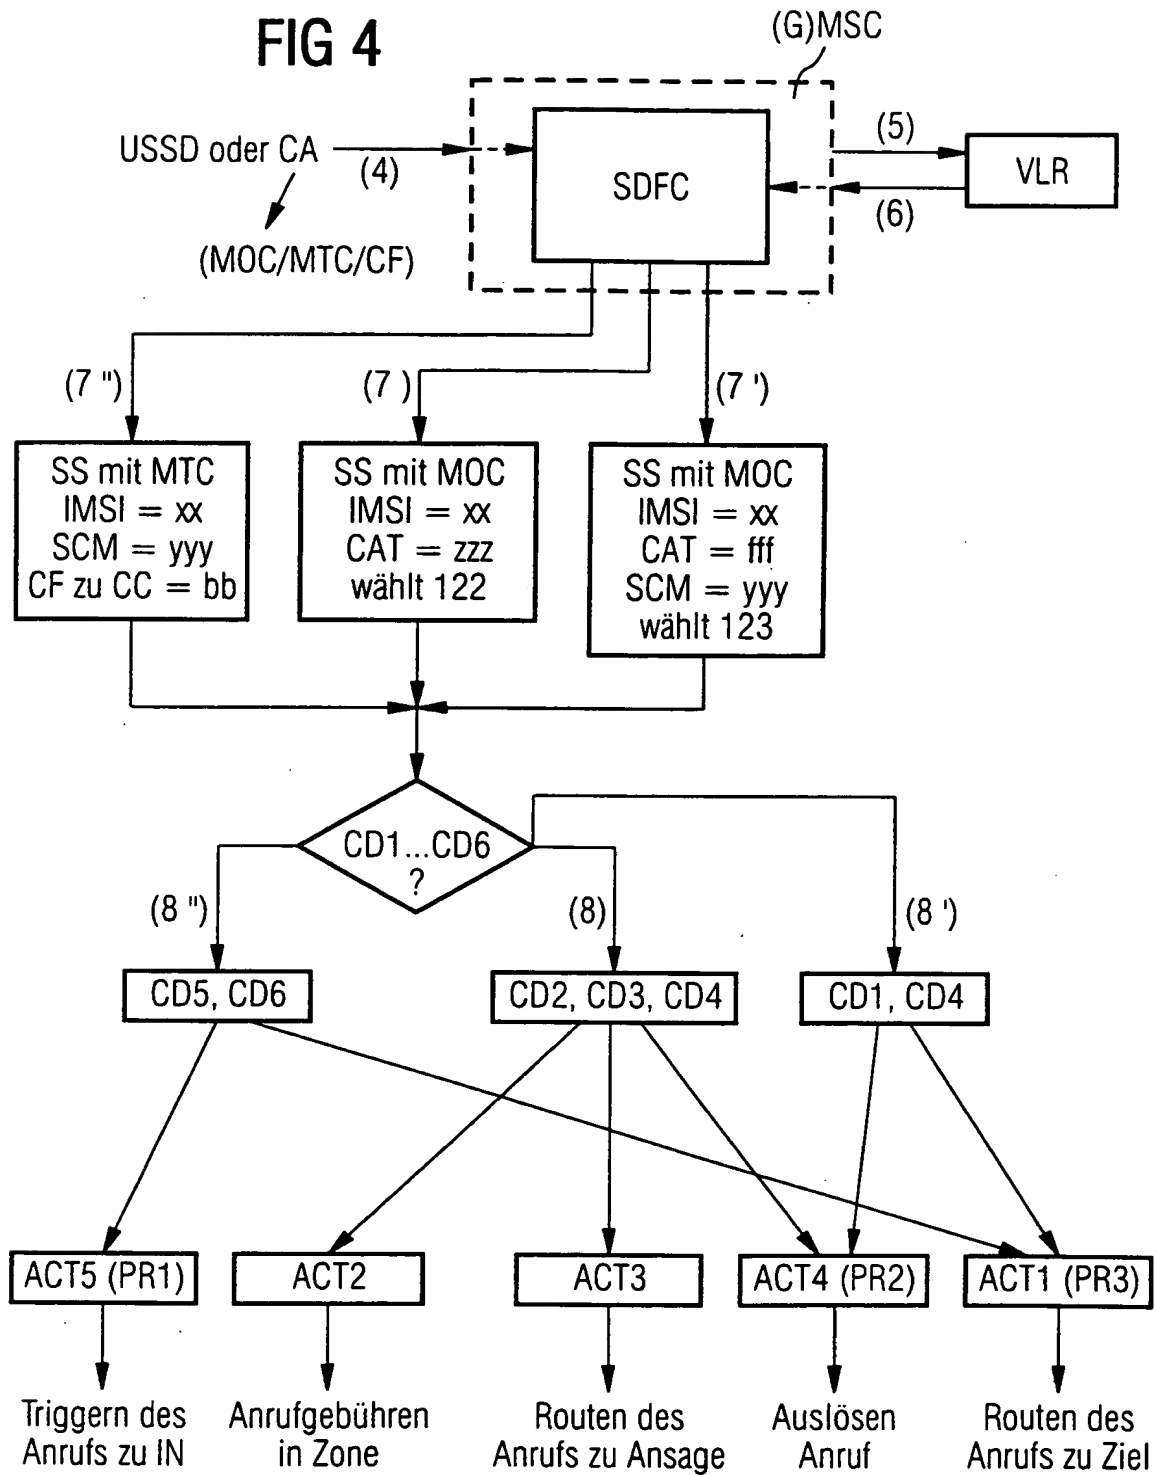 FIG 4
(G)MSC
USSD oder CA
(4)
SDFC
(5)
VLR
(6)
(MOC/MTC/CF)
(7 ")
(7 )
(7 ')
SS mit MTC
IMSI = xx
SCM = yyy
CF zu CC = bb
SS mit MOC
IMSI = xx
CAT = zzz
wählt 122
SS mit MOC
IMSI = xx
CAT = fff
SCM = yyy
wählt 123
CD1...CD6
?
(8 ")
(8)
(8 ')
CD5, CD6
CD2, CD3, CD4
CD1, CD4
ACT5 (PR1)
ACT2
ACT3
ACT4 (PR2)
ACT1 (PR3)
Triggern des
Anrufs zu IN
Anrufgebühren
in Zone
Routen des
Anrufs zu Ansage
Auslösen
Anruf
Routen des
Anrufs zu Ziel